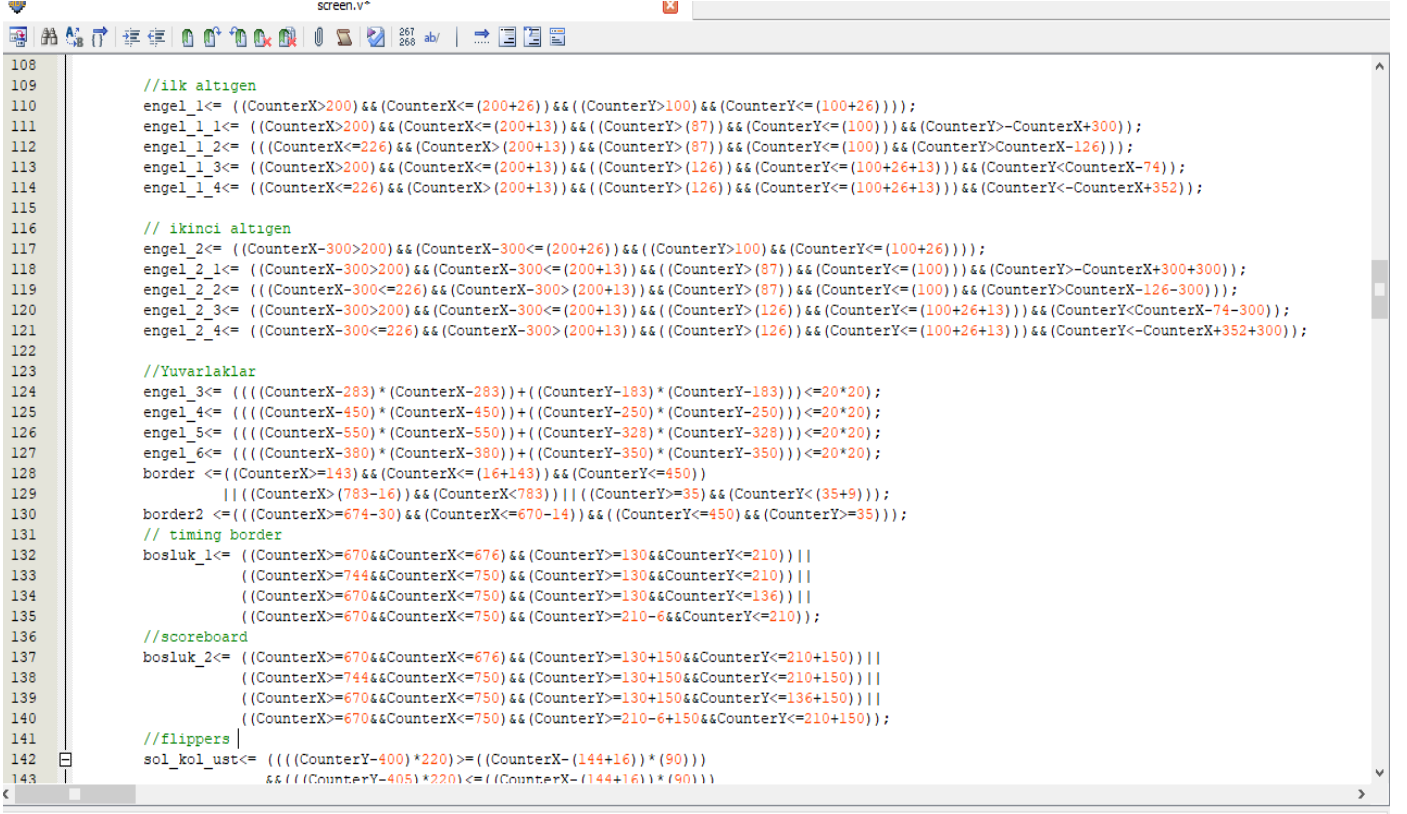 screen.v*
267
268
ab/
108
109 //ilk altıgen
110 engel_1<= ((CounterX>200)&&(CounterX<=(200+26))&&((CounterY>100)&&(CounterY<=(100+26))));
111 engel_1_1<= ((CounterX>200)&&(CounterX<=(200+13))&&((CounterY>(87))&&(CounterY<=(100)))&&(CounterY>-CounterX+300));
112 engel_1_2<= (((CounterX<=226)&&(CounterX>(200+13))&&(CounterY>(87))&&(CounterY<=(100))&&(CounterY>CounterX-126)));
113 engel_1_3<= ((CounterX>200)&&(CounterX<=(200+13))&&((CounterY>(126))&&(CounterY<=(100+26+13)))&&(CounterY<CounterX-74));
114 engel_1_4<= ((CounterX<=226)&&(CounterX>(200+13))&&((CounterY>(126))&&(CounterY<=(100+26+13)))&&(CounterY<-CounterX+352));
115
116 // ikinci altıgen
117 engel_2<= ((CounterX-300>200)&&(CounterX-300<=(200+26))&&((CounterY>100)&&(CounterY<=(100+26))));
118 engel_2_1<= ((CounterX-300>200)&&(CounterX-300<=(200+13))&&((CounterY>(87))&&(CounterY<=(100)))&&(CounterY>-CounterX+300+300));
119 engel_2_2<= (((CounterX-300<=226)&&(CounterX-300>(200+13))&&(CounterY>(87))&&(CounterY<=(100))&&(CounterY>CounterX-126-300)));
120 engel_2_3<= ((CounterX-300>200)&&(CounterX-300<=(200+13))&&((CounterY>(126))&&(CounterY<=(100+26+13)))&&(CounterY<CounterX-74-300));
121 engel_2_4<= ((CounterX-300<=226)&&(CounterX-300>(200+13))&&((CounterY>(126))&&(CounterY<=(100+26+13)))&&(CounterY<-CounterX+352+300));
122
123 //Yuvarlaklar
124 engel_3<= ((((CounterX-283)*(CounterX-283))+((CounterY-183)*(CounterY-183)))<=20*20);
125 engel_4<= ((((CounterX-450)*(CounterX-450))+((CounterY-250)*(CounterY-250)))<=20*20);
126 engel_5<= ((((CounterX-550)*(CounterX-550))+((CounterY-328)*(CounterY-328)))<=20*20);
127 engel_6<= ((((CounterX-380)*(CounterX-380))+((CounterY-350)*(CounterY-350)))<=20*20);
128 border <=((CounterX>=143)&&(CounterX<=(16+143))&&(CounterY<=450))
129 ||((CounterX>(783-16))&&(CounterX<783))||((CounterY>=35)&&(CounterY<(35+9)));
130 border2 <=(((CounterX>=674-30)&&(CounterX<=670-14))&&((CounterY<=450)&&(CounterY>=35)));
131 // timing border
132 bosluk_1<= ((CounterX>=670&&CounterX<=676)&&(CounterY>=130&&CounterY<=210))||
133 ((CounterX>=744&&CounterX<=750)&&(CounterY>=130&&CounterY<=210))||
134 ((CounterX>=670&&CounterX<=750)&&(CounterY>=130&&CounterY<=136))||
135 ((CounterX>=670&&CounterX<=750)&&(CounterY>=210-6&&CounterY<=210));
136 //scoreboard
137 bosluk_2<= ((CounterX>=670&&CounterX<=676)&&(CounterY>=130+150&&CounterY<=210+150))||
138 ((CounterX>=744&&CounterX<=750)&&(CounterY>=130+150&&CounterY<=210+150))||
139 ((CounterX>=670&&CounterX<=750)&&(CounterY>=130+150&&CounterY<=136+150))||
140 ((CounterX>=670&&CounterX<=750)&&(CounterY>=210-6+150&&CounterY<=210+150));
141 //flippers
142 sol_kol_ust<= ((((CounterY-400)*220)>=((CounterX-(144+16))*(90)))
143 &&(((CounterY-405)*220)<=((CounterX-(144+16))*(90)))